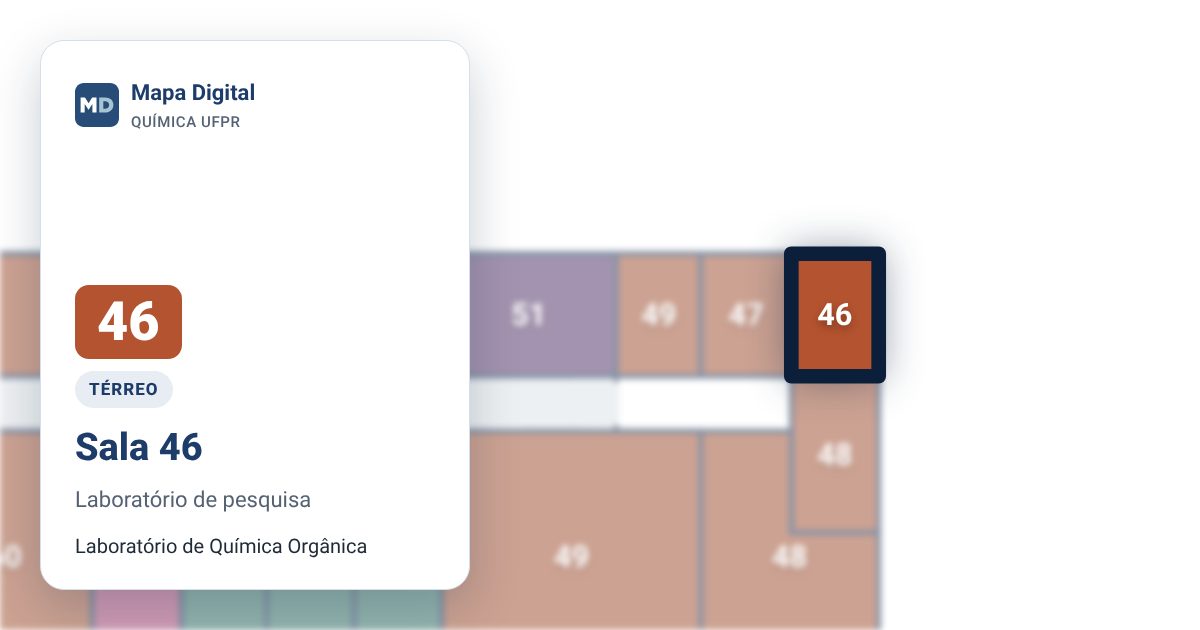 MD
Mapa Digital
QUÍMICA UFPR
46
TÉRREO
Sala 46
Laboratório de pesquisa
Laboratório de Química Orgânica
51
49
47
46
48
49
48